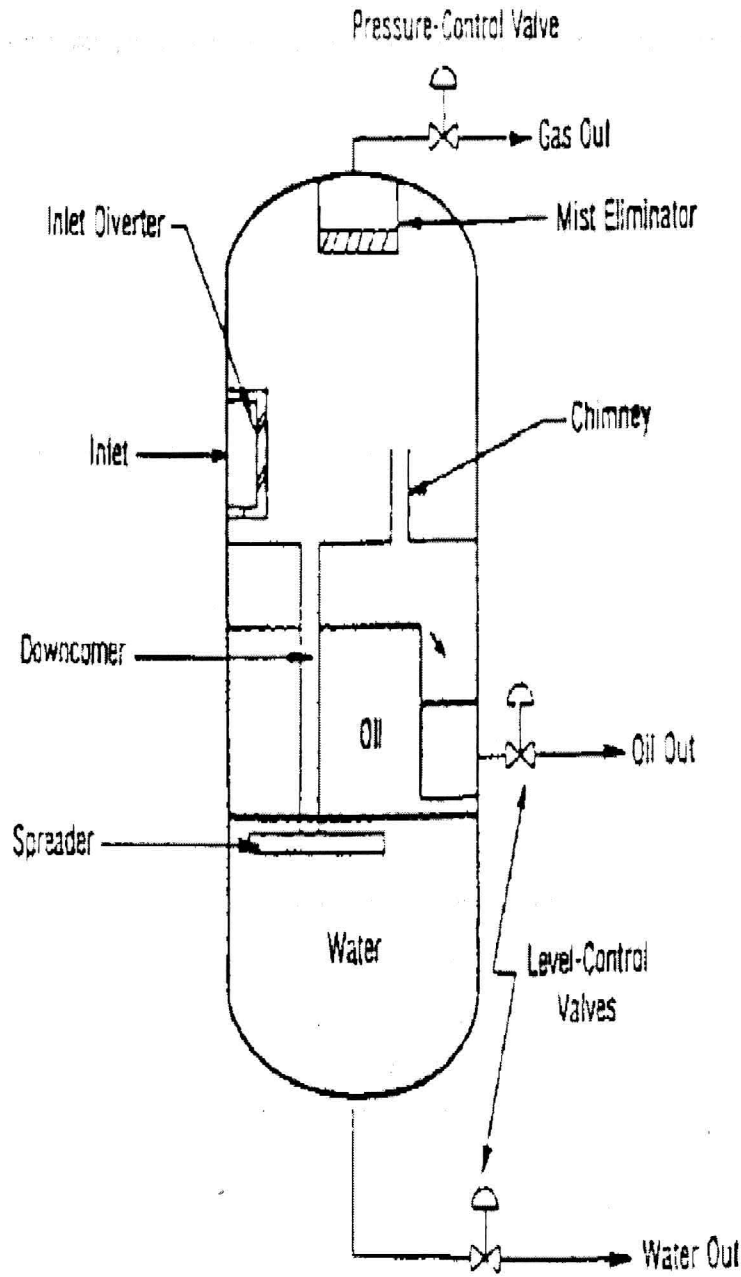 Pressure-Control Valve
Gas Out
Mist Eliminator
Inlet Diverter
Chimney
Inlet
Downcomer
Oil
Oil Out
Spreader
Water
Level-Control
Valves
Water Out